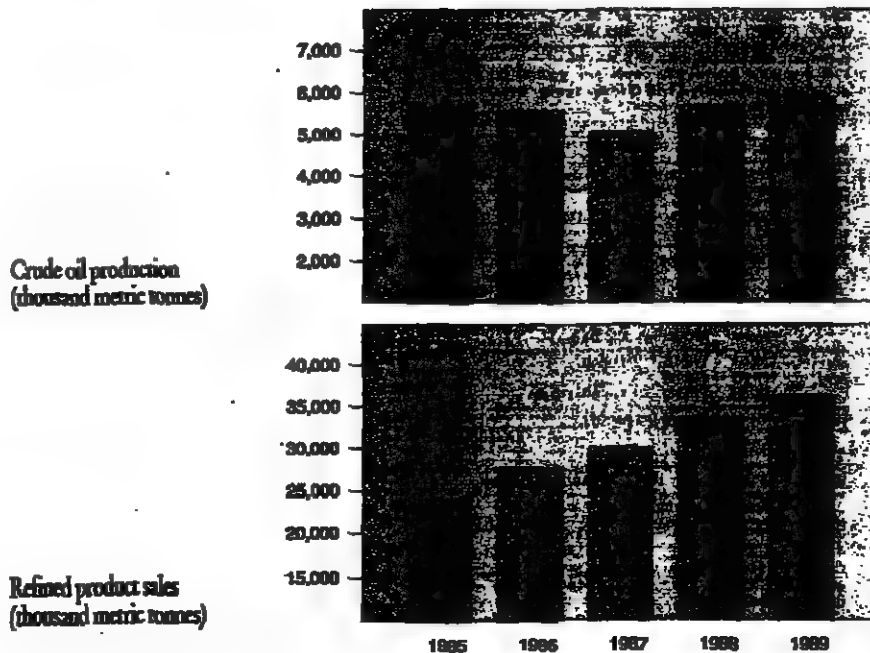 7,000
6,000
5,000
4,000
3,000
2,000
Crude oil production
(thousand metric tonnes)
40,000
35,000
30,000
25,000
20,000
15,000
Refined product sales
(thousand metric tonnes)
1985 1986 1987 1988 1989